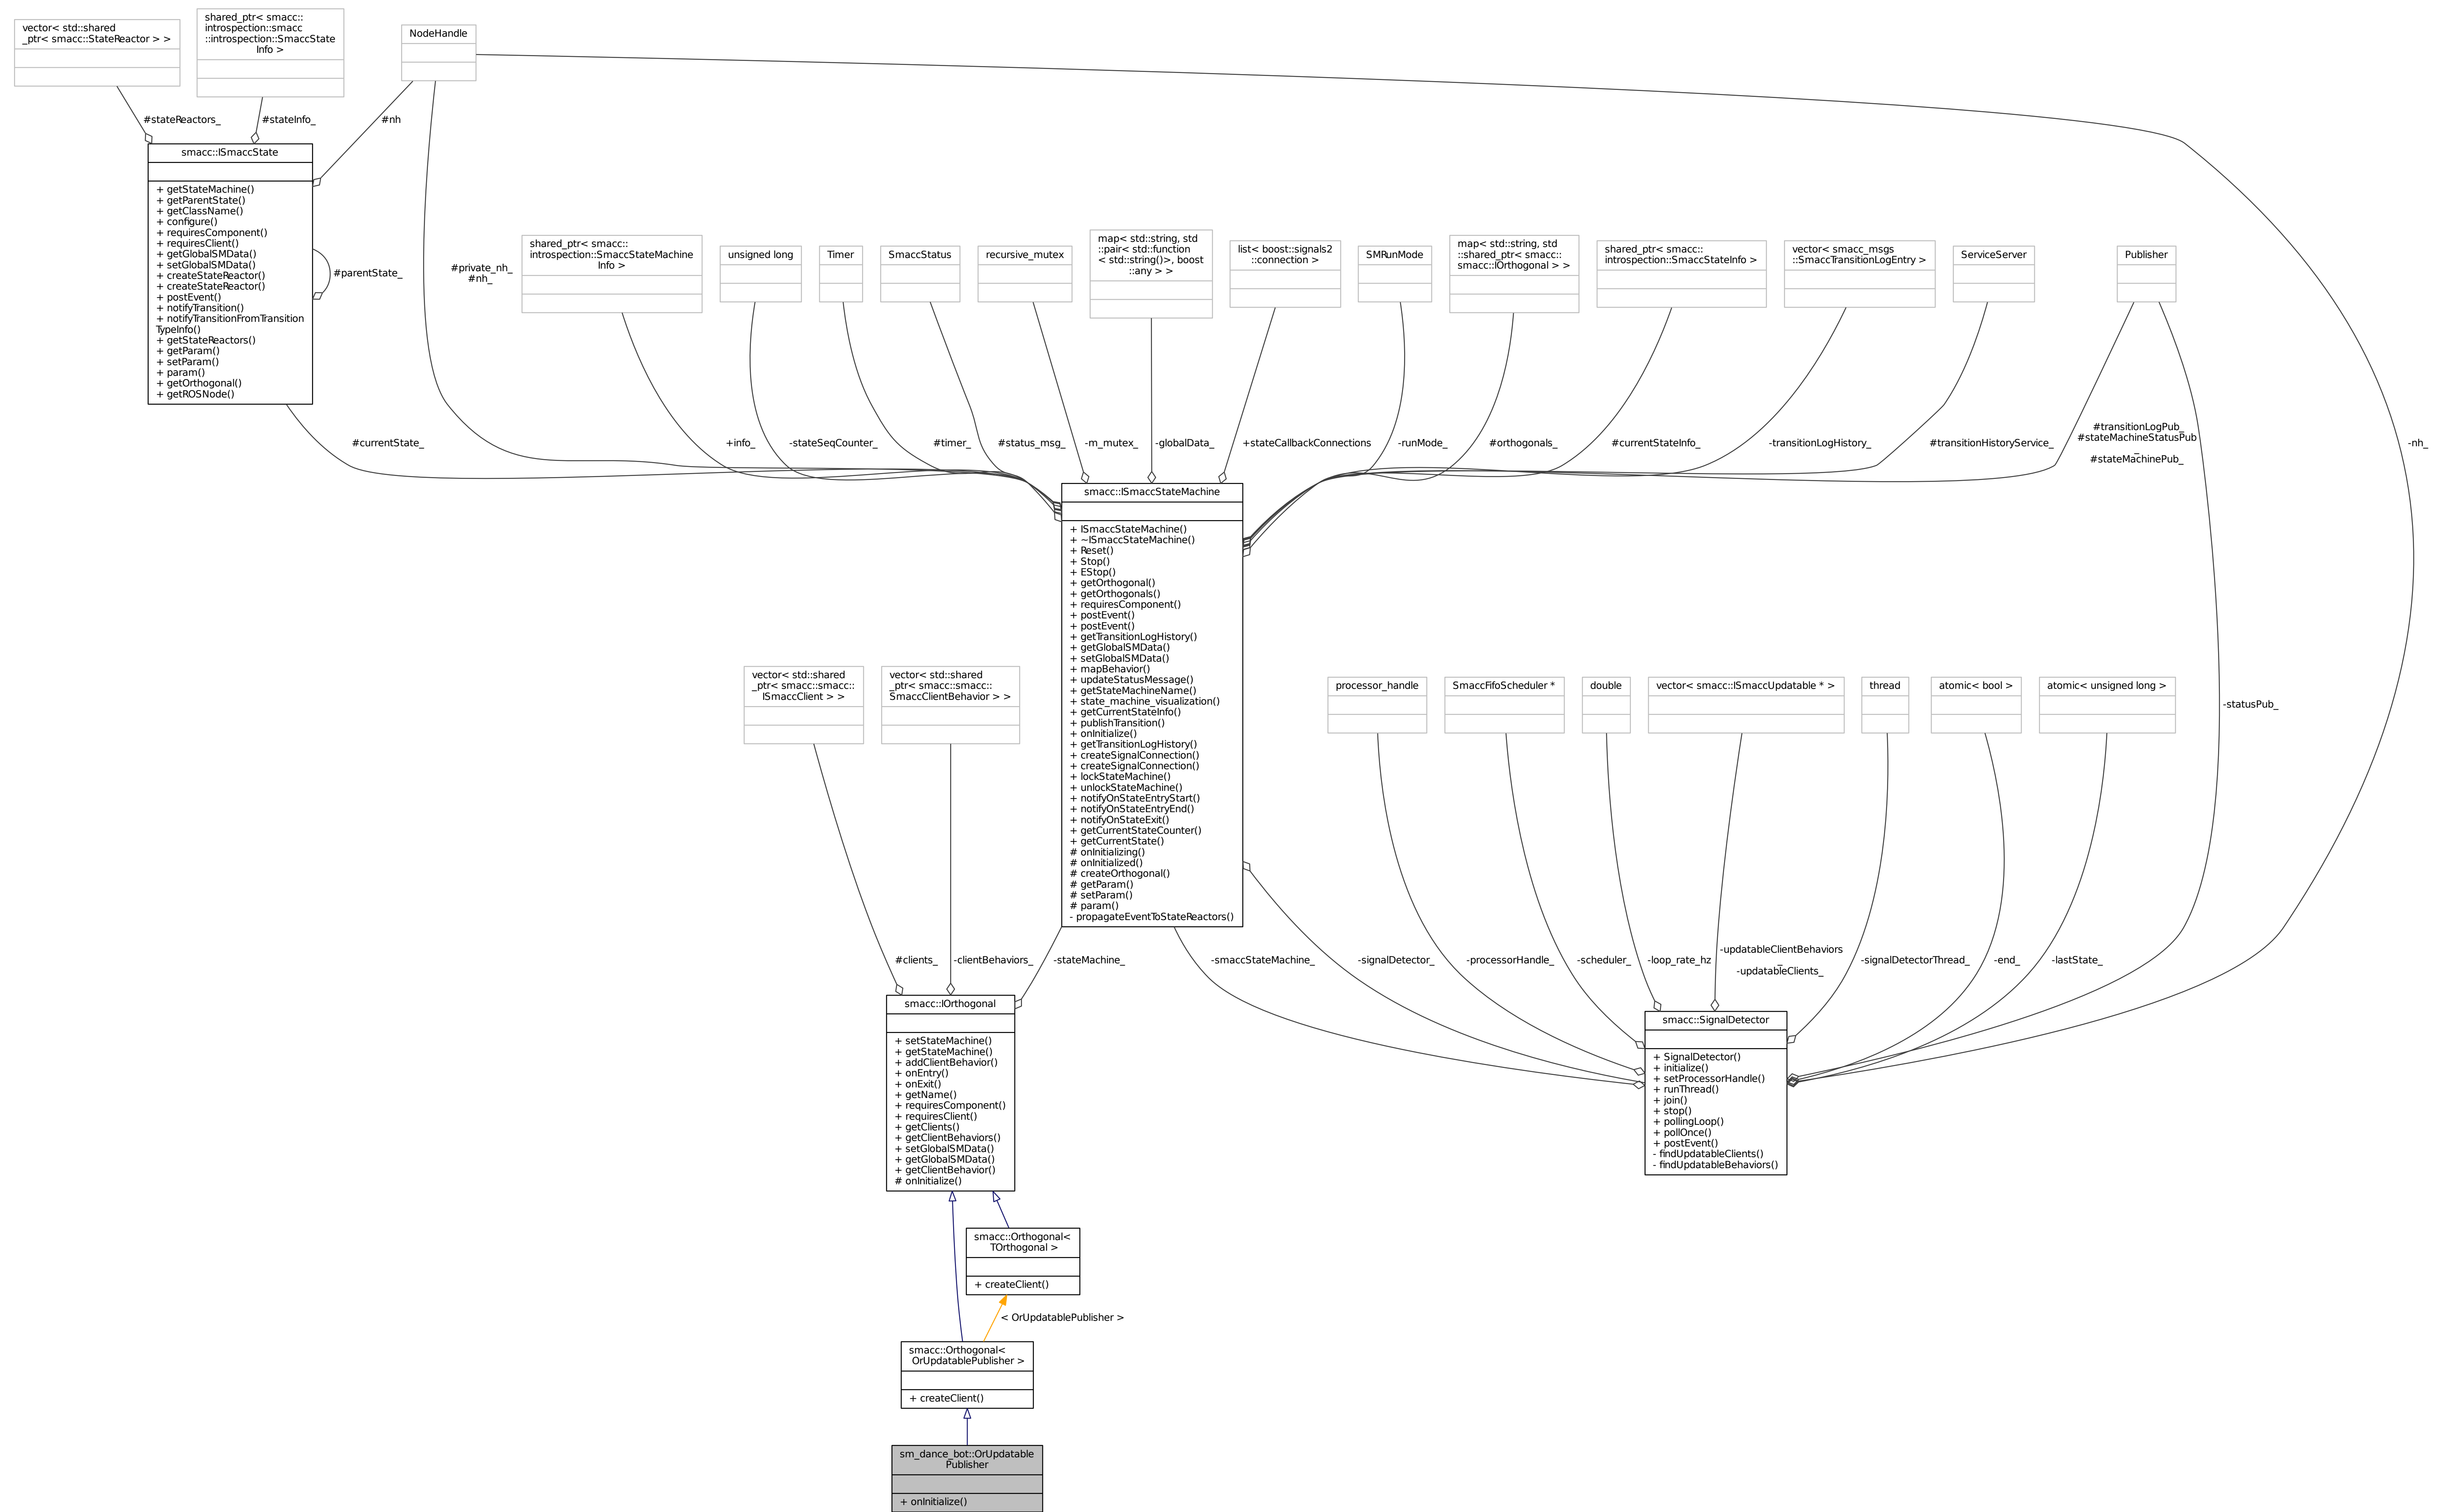 vector< std::shared
_ptr< smacc::StateReactor > >
shared_ptr< smacc::
introspection::smacc
::introspection::SmaccState
Info >
NodeHandle
#stateReactors_
#stateInfo_
#nh
smacc::ISmaccState
+ getStateMachine()
+ getParentState()
+ getClassName()
+ configure()
+ requiresComponent()
+ requiresClient()
+ getGlobalSMData()
+ setGlobalSMData()
+ createStateReactor()
+ createStateReactor()
+ postEvent()
+ notifyTransition()
+ notifyTransitionFromTransition
TypeInfo()
+ getStateReactors()
+ getParam()
+ setParam()
+ param()
+ getOrthogonal()
+ getROSNode()
#parentState_
#private_nh_
#nh_
shared_ptr< smacc::
introspection::SmaccStateMachine
Info >
unsigned long
Timer
SmaccStatus
recursive_mutex
map< std::string, std
::pair< std::function
< std::string()>, boost
::any > >
list< boost::signals2
::connection >
SMRunMode
map< std::string, std
::shared_ptr< smacc::
smacc::IOrthogonal > >
shared_ptr< smacc::
introspection::SmaccStateInfo >
vector< smacc_msgs
::SmaccTransitionLogEntry >
ServiceServer
Publisher
#currentState_
+info_
-stateSeqCounter_
#timer_
#status_msg_
-m_mutex_
-globalData_
+stateCallbackConnections
-runMode_
#orthogonals_
#currentStateInfo_
-transitionLogHistory_
#transitionHistoryService_
#transitionLogPub_
#stateMachineStatusPub
_
#stateMachinePub_
-nh_
smacc::ISmaccStateMachine
+ ISmaccStateMachine()
+ ~ISmaccStateMachine()
+ Reset()
+ Stop()
+ EStop()
+ getOrthogonal()
+ getOrthogonals()
+ requiresComponent()
+ postEvent()
+ postEvent()
+ getTransitionLogHistory()
+ getGlobalSMData()
+ setGlobalSMData()
+ mapBehavior()
+ updateStatusMessage()
+ getStateMachineName()
+ state_machine_visualization()
+ getCurrentStateInfo()
+ publishTransition()
+ onInitialize()
+ getTransitionLogHistory()
+ createSignalConnection()
+ createSignalConnection()
+ lockStateMachine()
+ unlockStateMachine()
+ notifyOnStateEntryStart()
+ notifyOnStateEntryEnd()
+ notifyOnStateExit()
+ getCurrentStateCounter()
+ getCurrentState()
# onInitializing()
# onInitialized()
# createOrthogonal()
# getParam()
# setParam()
# param()
- propagateEventToStateReactors()
vector< std::shared
_ptr< smacc::smacc::
ISmaccClient > >
vector< std::shared
_ptr< smacc::smacc::
SmaccClientBehavior > >
processor_handle
SmaccFifoScheduler *
double
vector< smacc::ISmaccUpdatable * >
thread
atomic< bool >
atomic< unsigned long >
-statusPub_
#clients_
-clientBehaviors_
-stateMachine_
-smaccStateMachine_
-signalDetector_
-processorHandle_
-scheduler_
-loop_rate_hz
-updatableClientBehaviors
_
-updatableClients_
-signalDetectorThread_
-end_
-lastState_
smacc::IOrthogonal
+ setStateMachine()
+ getStateMachine()
+ addClientBehavior()
+ onEntry()
+ onExit()
+ getName()
+ requiresComponent()
+ requiresClient()
+ getClients()
+ getClientBehaviors()
+ setGlobalSMData()
+ getGlobalSMData()
+ getClientBehavior()
# onInitialize()
smacc::SignalDetector
+ SignalDetector()
+ initialize()
+ setProcessorHandle()
+ runThread()
+ join()
+ stop()
+ pollingLoop()
+ pollOnce()
+ postEvent()
- findUpdatableClients()
- findUpdatableBehaviors()
smacc::Orthogonal<
TOrthogonal >
+ createClient()
< OrUpdatablePublisher >
smacc::Orthogonal<
OrUpdatablePublisher >
+ createClient()
sm_dance_bot::OrUpdatable
Publisher
+ onInitialize()